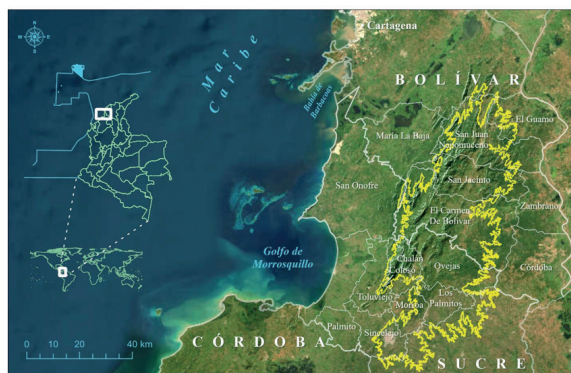 N
W
E
S
Cartagena
Mar
Caribe
Bahía de
Barbacoas
BOLÍVAR
El Guamo
María La Baja
San Juan
Nepomuceno
San Onofre
San Jacinto
Zambrano
El Carmen
De Bolívar
Golfo de
Morrosquillo
Chalán
Colosó
Ovejas
Córdoba
Toluviejo
Morroa
Los
Palmitos
Palmito
Sincelejo
CÓRDOBA
SUCRE
0
20
40 km